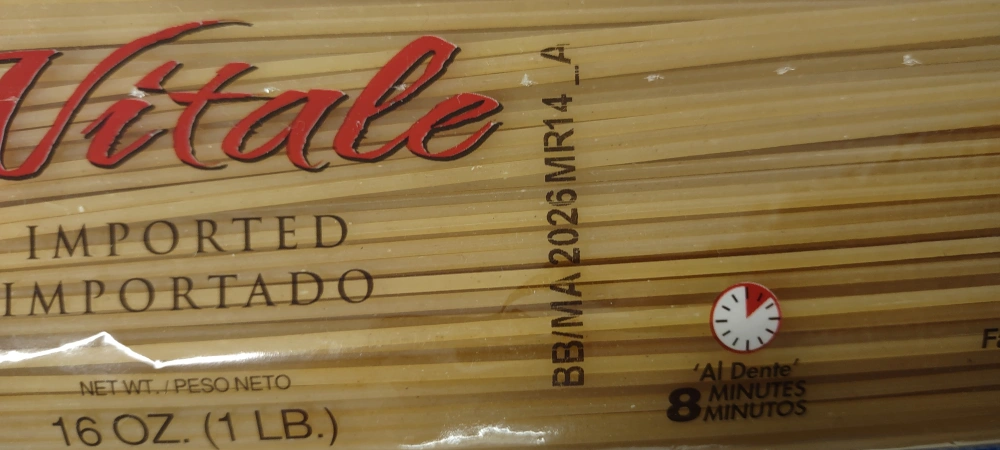 Vitale
IMPORTED
IMPORTADO
NET WT. / PESO NETO
16 OZ. (1 LB.)
BB/MA 2026MR14 _A
'Al Dente'
8 MINUTES
MINUTOS